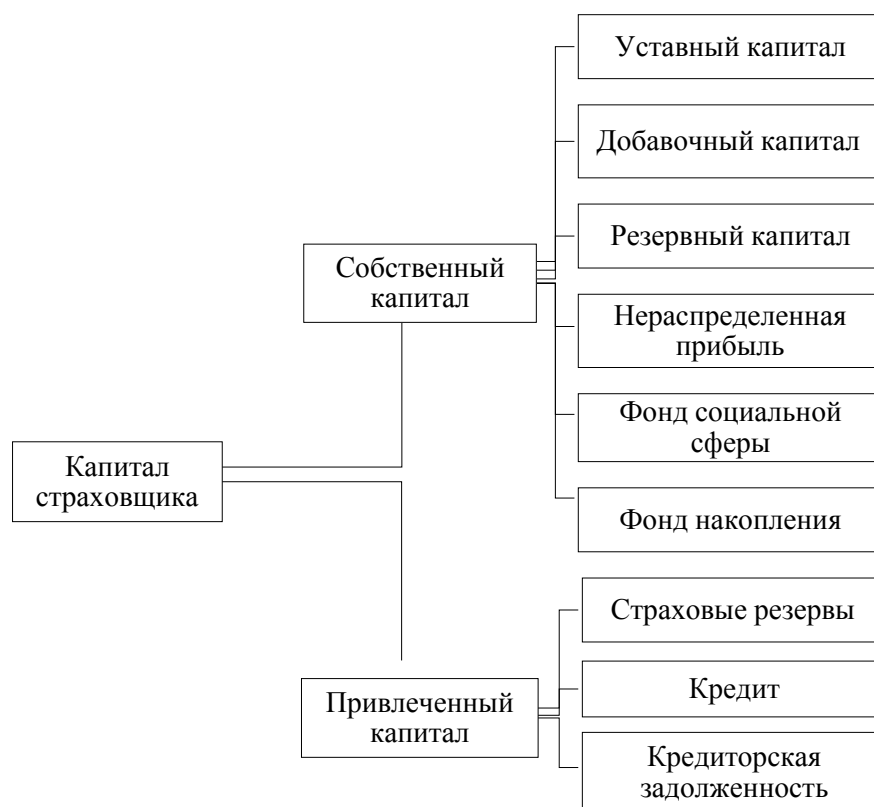 Уставный капитал
Добавочный капитал
Резервный капитал
Собственный
капитал
Нераспределенная
прибыль
Фонд социальной
сферы
Капитал
страховщика
Фонд накопления
Страховые резервы
Кредит
Привлеченный
капитал
Кредиторская
задолженность